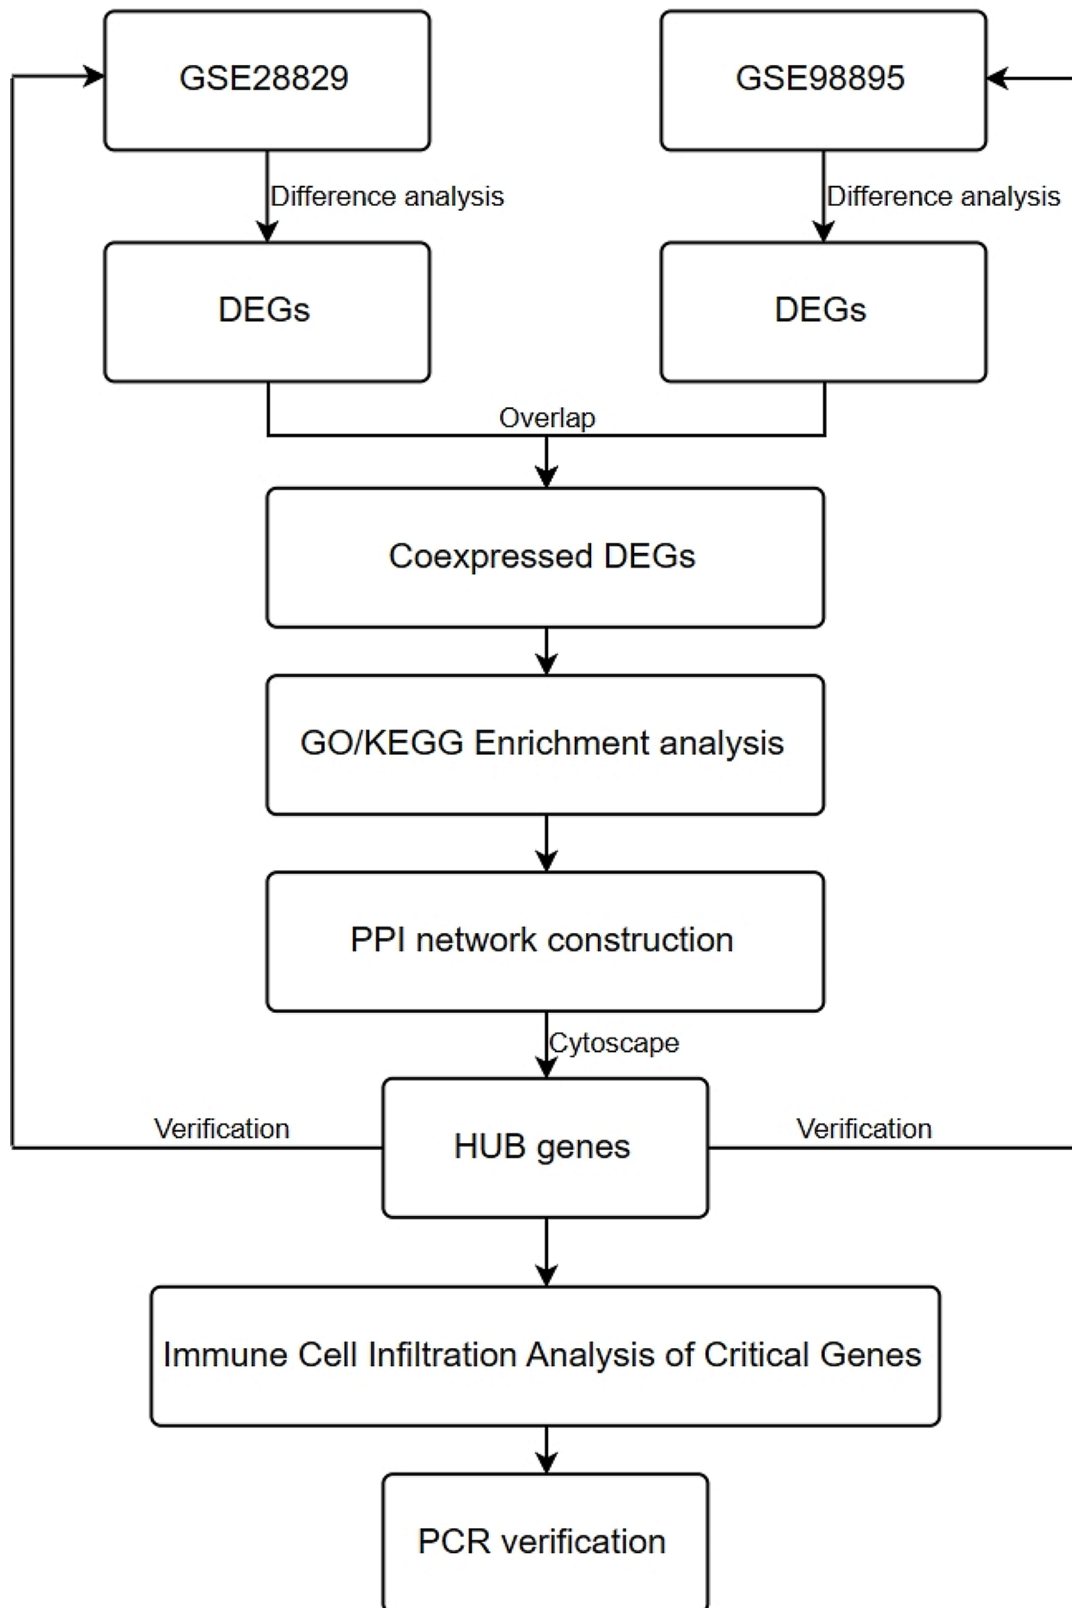 GSE28829
GSE98895
Difference analysis
Difference analysis
DEGs
DEGs
Overlap
Coexpressed DEGs
GO/KEGG Enrichment analysis
PPI network construction
Cytoscape
Verification
HUB genes
Verification
Immune Cell Infiltration Analysis of Critical Genes
PCR verification